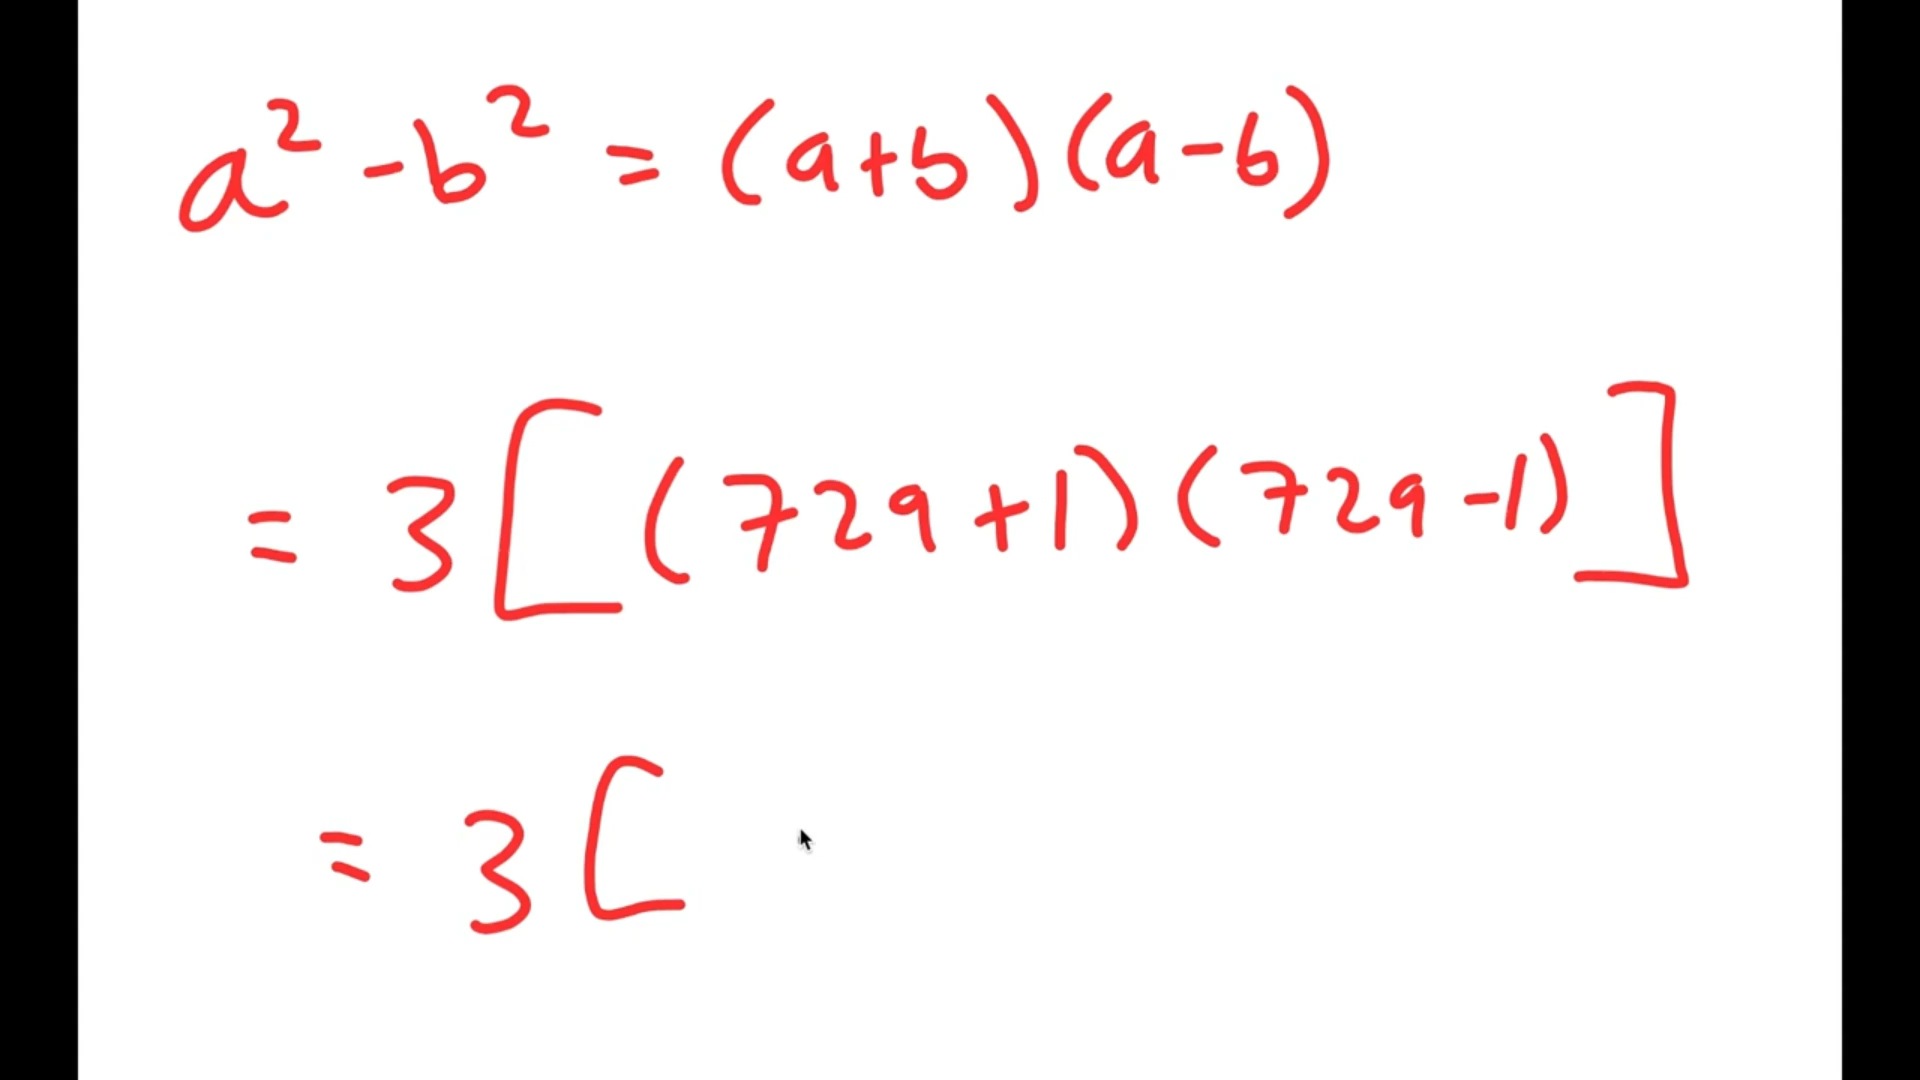 a² - b² = (a+b)(a-b)
= 3[(729+1)(729-1)]
= 3[